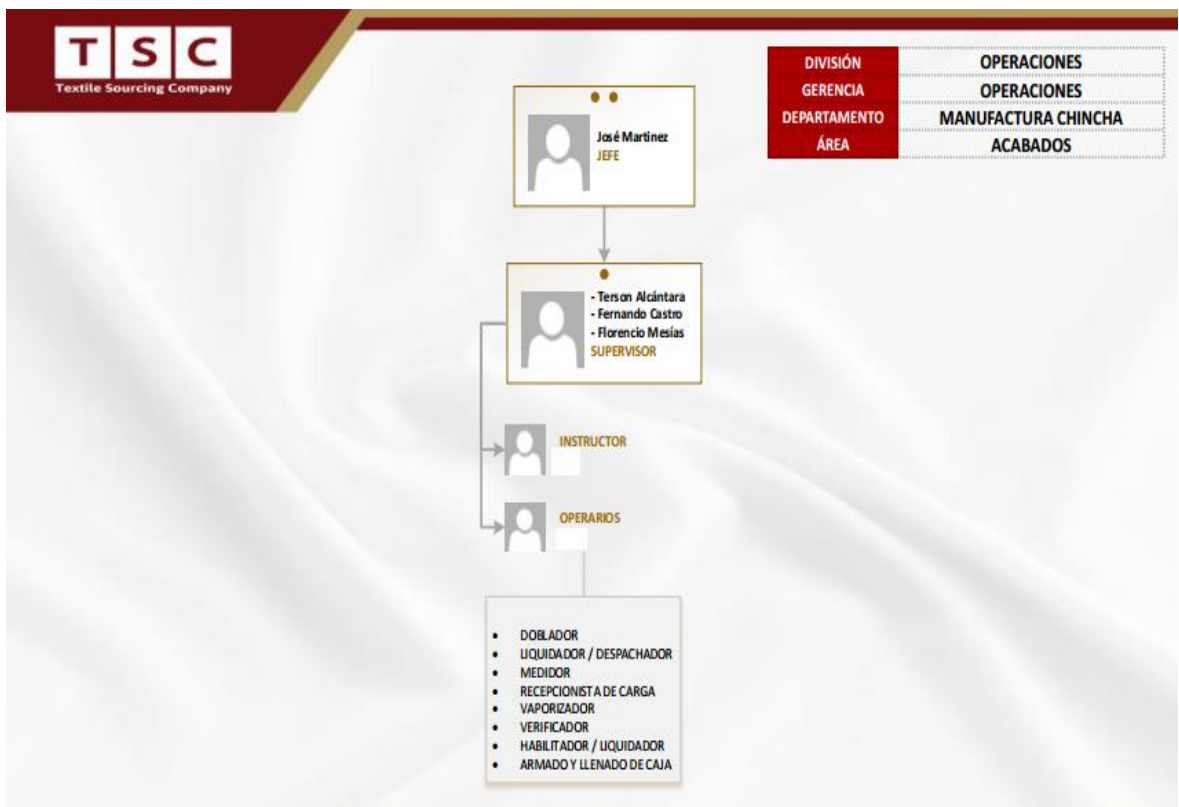 TSC
Textile Sourcing Company
DIVISIÓN OPERACIONES
GERENCIA OPERACIONES
DEPARTAMENTO MANUFACTURA CHINCHA
ÁREA ACABADOS
José Martinez
JEFE
- Terson Alcántara
- Fernando Castro
- Florencio Mesías
SUPERVISOR
INSTRUCTOR
OPERARIOS
• DOBLADOR
• LIQUIDADOR / DESPACHADOR
• MEDIDOR
• RECEPCIONISTA DE CARGA
• VAPORIZADOR
• VERIFICADOR
• HABILITADOR / LIQUIDADOR
• ARMADO Y LLENADO DE CAJA